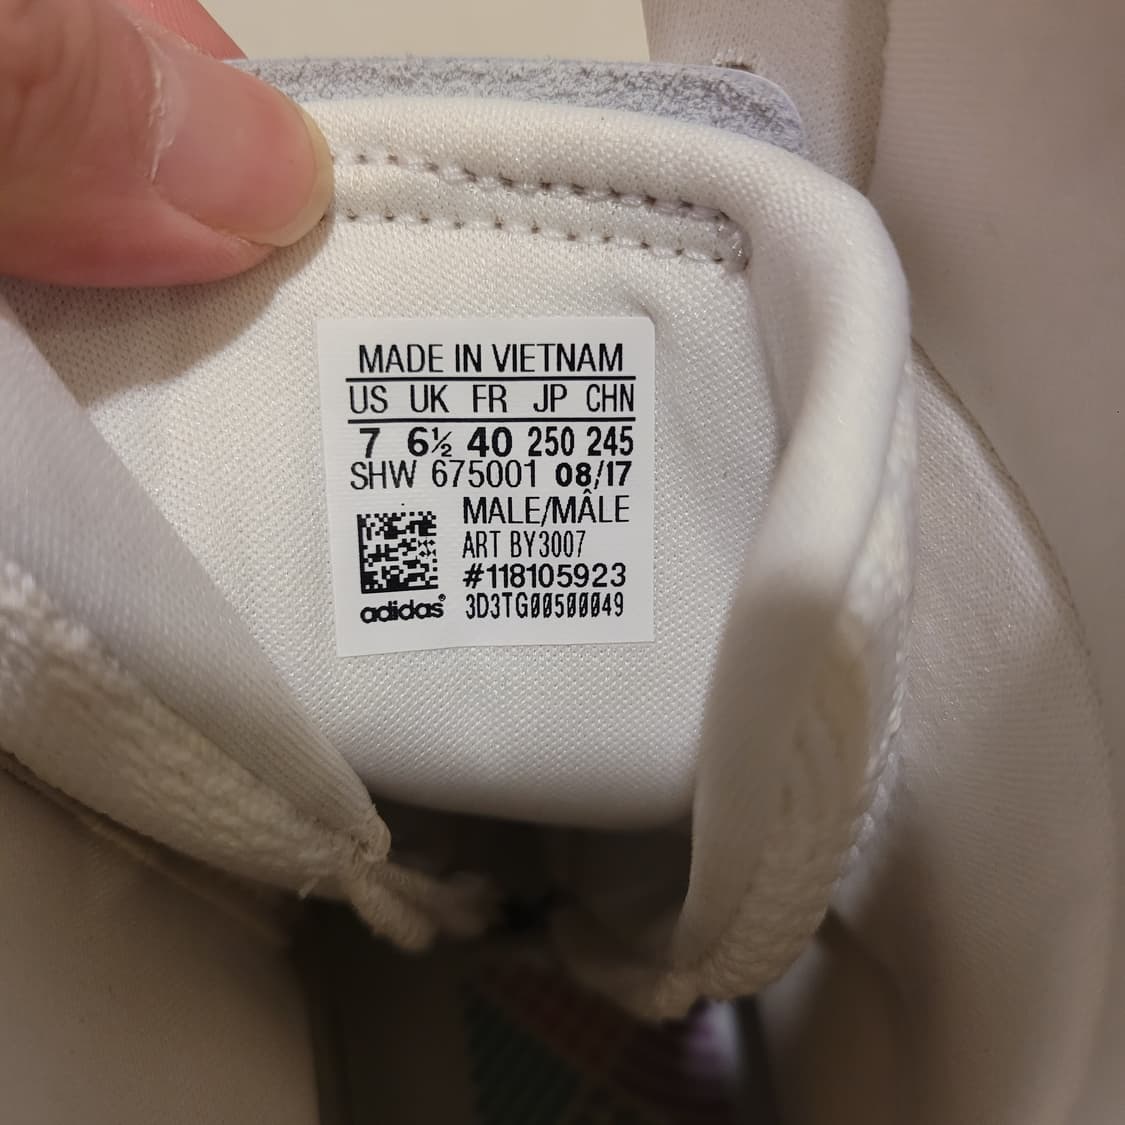 MADE IN VIETNAM
US UK FR JP CHN
7 6½ 40 250 245
SHW 675001 08/17
MALE/MÂLE
ART BY3007
#118105923
adidas® 3D3TG00500049